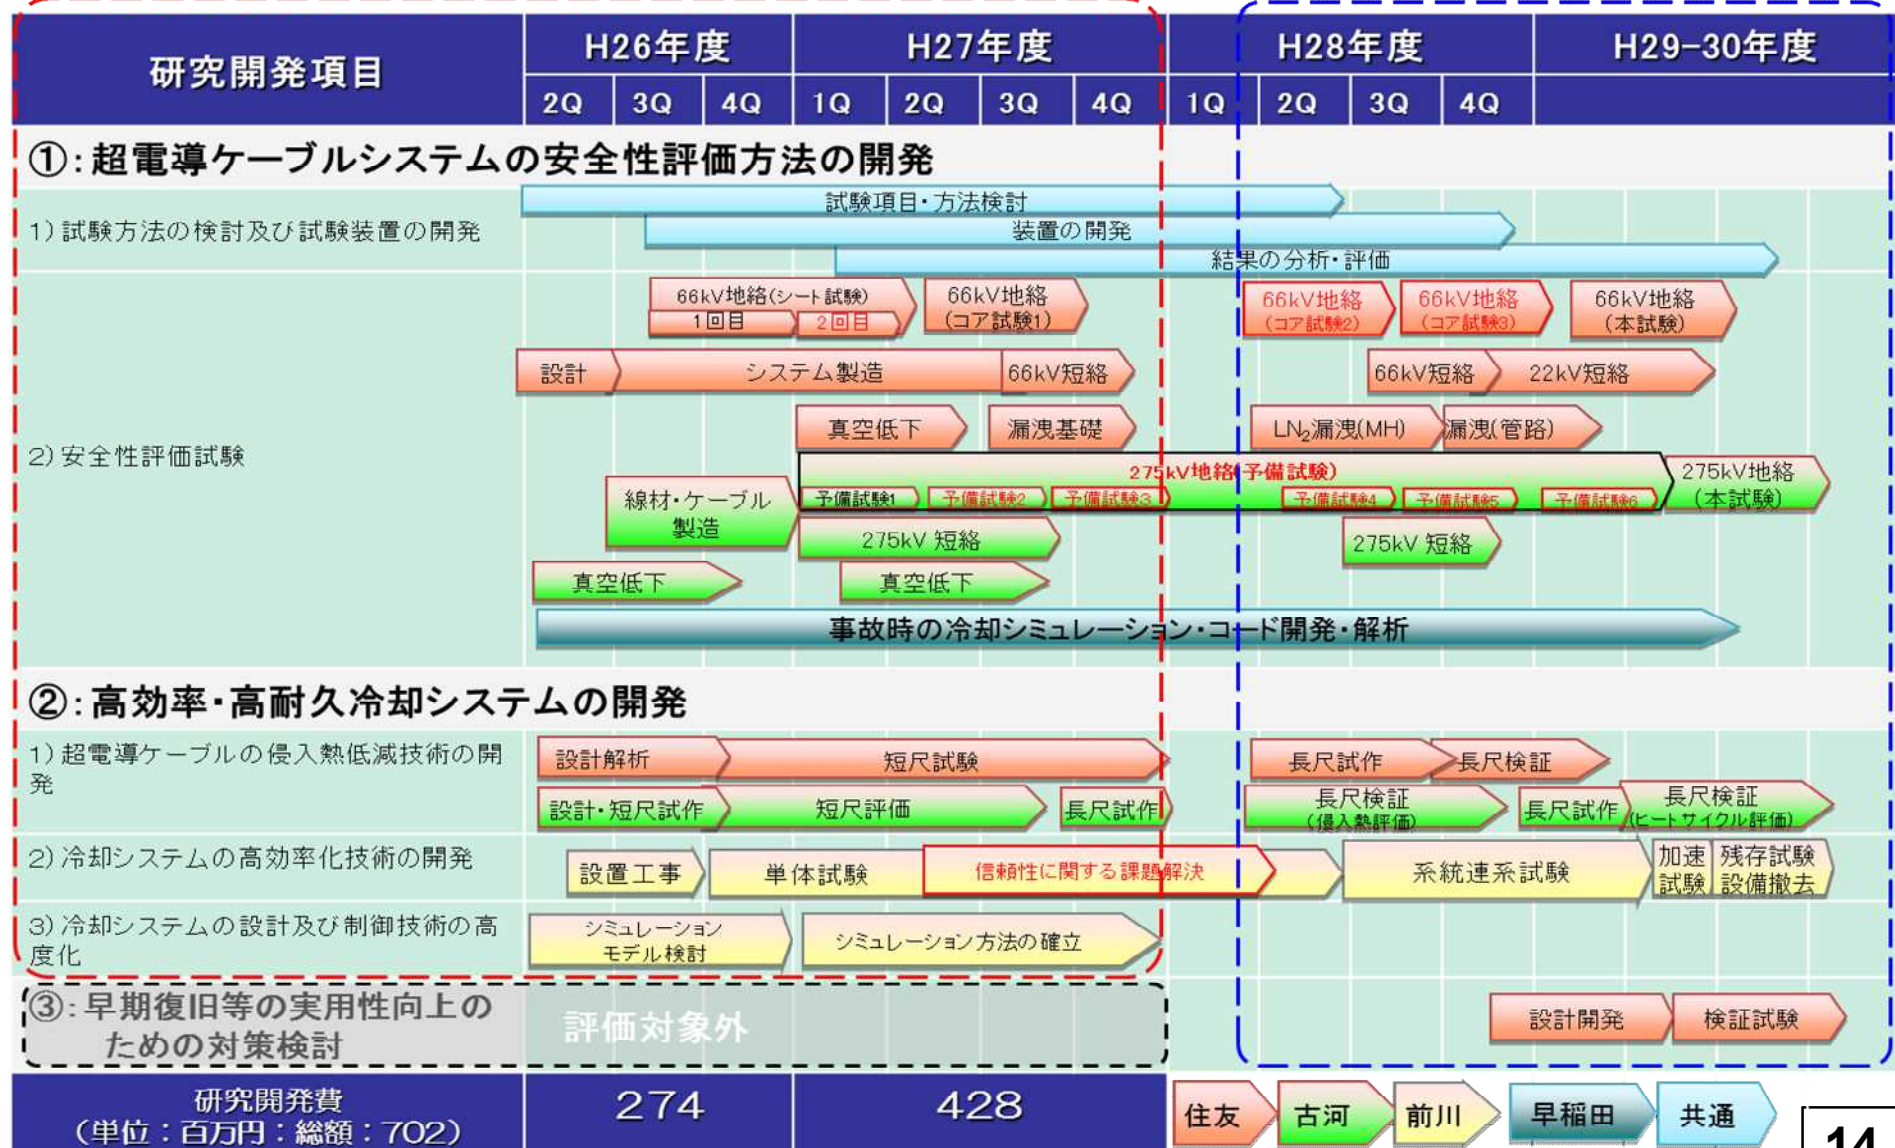 研究開発項目
H26年度
H27年度
H28年度
H29-30年度
2Q
3Q
4Q
1Q
2Q
3Q
4Q
1Q
2Q
3Q
4Q
①:超電導ケーブルシステムの安全性評価方法の開発
1)試験方法の検討及び試験装置の開発
試験項目・方法検討
装置の開発
結果の分析・評価
2)安全性評価試験
66kV地絡(シート試験)
1回目
2回目
66kV地絡
(コア試験1)
66kV地絡
(コア試験2)
66kV地絡
(コア試験3)
66kV地絡
(本試験)
設計
システム製造
66kV短絡
66kV短絡
22kV短絡
真空低下
漏洩基礎
LN₂漏洩(MH)
漏洩(管路)
線材・ケーブル
製造
275kV地絡(予備試験)
予備試験1
予備試験2
予備試験3
予備試験4
予備試験5
予備試験6
275kV地絡
(本試験)
275kV 短絡
275kV 短絡
真空低下
真空低下
事故時の冷却シミュレーション・コード開発・解析
②:高効率・高耐久冷却システムの開発
1)超電導ケーブルの侵入熱低減技術の開
発
設計解析
短尺試験
長尺試作
長尺検証
設計・短尺試作
短尺評価
長尺試作
長尺検証
(侵入熱評価)
長尺試作
長尺検証
(ヒートサイクル評価)
2)冷却システムの高効率化技術の開発
設置工事
単体試験
信頼性に関する課題解決
系統連系試験
加速
試験
残存試験
設備撤去
3)冷却システムの設計及び制御技術の高
度化
シミュレーション
モデル検討
シミュレーション方法の確立
③:早期復旧等の実用性向上の
ための対策検討
評価対象外
設計開発
検証試験
研究開発費
(単位:百万円:総額:702)
274
428
住友
古河
前川
早稲田
共通
14